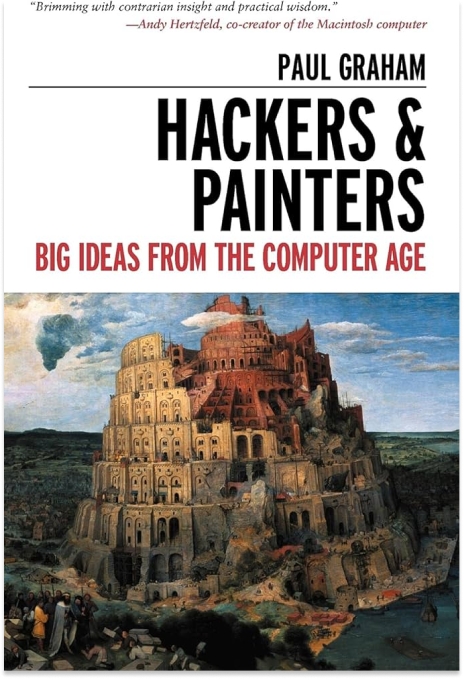 “Brimming with contrarian insight and practical wisdom.”
—Andy Hertzfeld, co-creator of the Macintosh computer
PAUL GRAHAM
HACKERS &
PAINTERS
BIG IDEAS FROM THE COMPUTER AGE